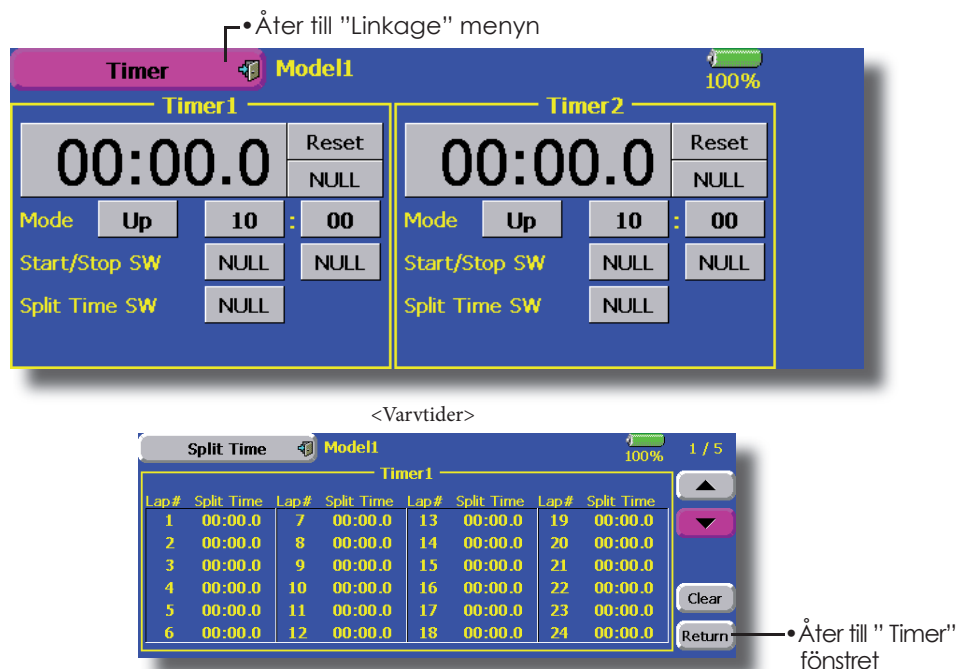 •Åter till ”Linkage” menyn
Timer Model1 100%
Timer1 Timer2
00:00.0 Reset 00:00.0 Reset
NULL NULL
Mode Up 10 : 00 Mode Up 10 : 00
Start/Stop SW NULL NULL Start/Stop SW NULL NULL
Split Time SW NULL Split Time SW NULL
<Varvtider>
Split Time Model1 100% 1 / 5
Timer1
Lap# Split Time Lap# Split Time Lap# Split Time Lap# Split Time
1 00:00.0 7 00:00.0 13 00:00.0 19 00:00.0
2 00:00.0 8 00:00.0 14 00:00.0 20 00:00.0
3 00:00.0 9 00:00.0 15 00:00.0 21 00:00.0
4 00:00.0 10 00:00.0 16 00:00.0 22 00:00.0
5 00:00.0 11 00:00.0 17 00:00.0 23 00:00.0
6 00:00.0 12 00:00.0 18 00:00.0 24 00:00.0
Clear
Return
•Åter till ” Timer”
fönstret